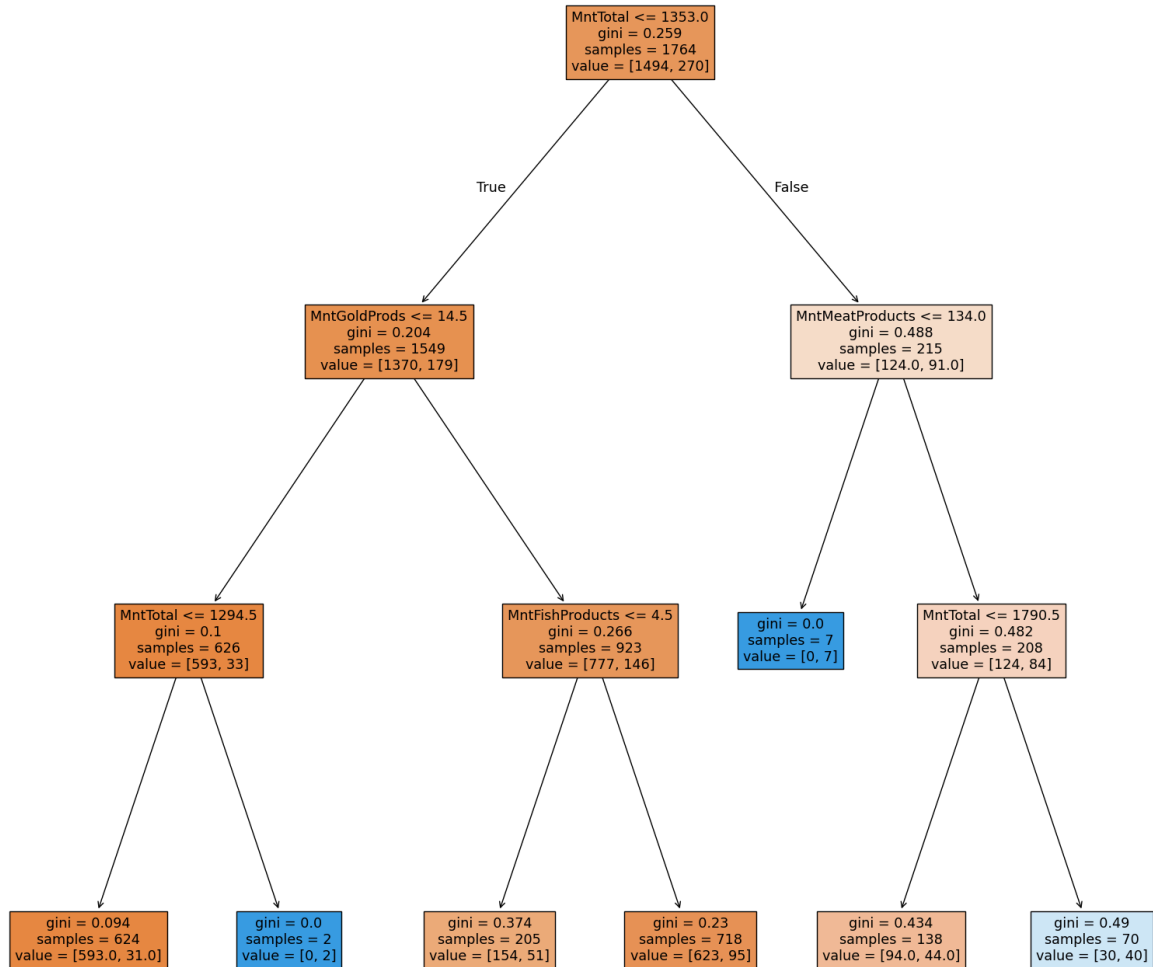 MntTotal <= 1353.0
gini = 0.259
samples = 1764
value = [1494, 270]
True
False
MntGoldProds <= 14.5
gini = 0.204
samples = 1549
value = [1370, 179]
MntMeatProducts <= 134.0
gini = 0.488
samples = 215
value = [124.0, 91.0]
MntTotal <= 1294.5
gini = 0.1
samples = 626
value = [593, 33]
MntFishProducts <= 4.5
gini = 0.266
samples = 923
value = [777, 146]
gini = 0.0
samples = 7
value = [0, 7]
MntTotal <= 1790.5
gini = 0.482
samples = 208
value = [124, 84]
gini = 0.094
samples = 624
value = [593.0, 31.0]
gini = 0.0
samples = 2
value = [0, 2]
gini = 0.374
samples = 205
value = [154, 51]
gini = 0.23
samples = 718
value = [623, 95]
gini = 0.434
samples = 138
value = [94.0, 44.0]
gini = 0.49
samples = 70
value = [30, 40]